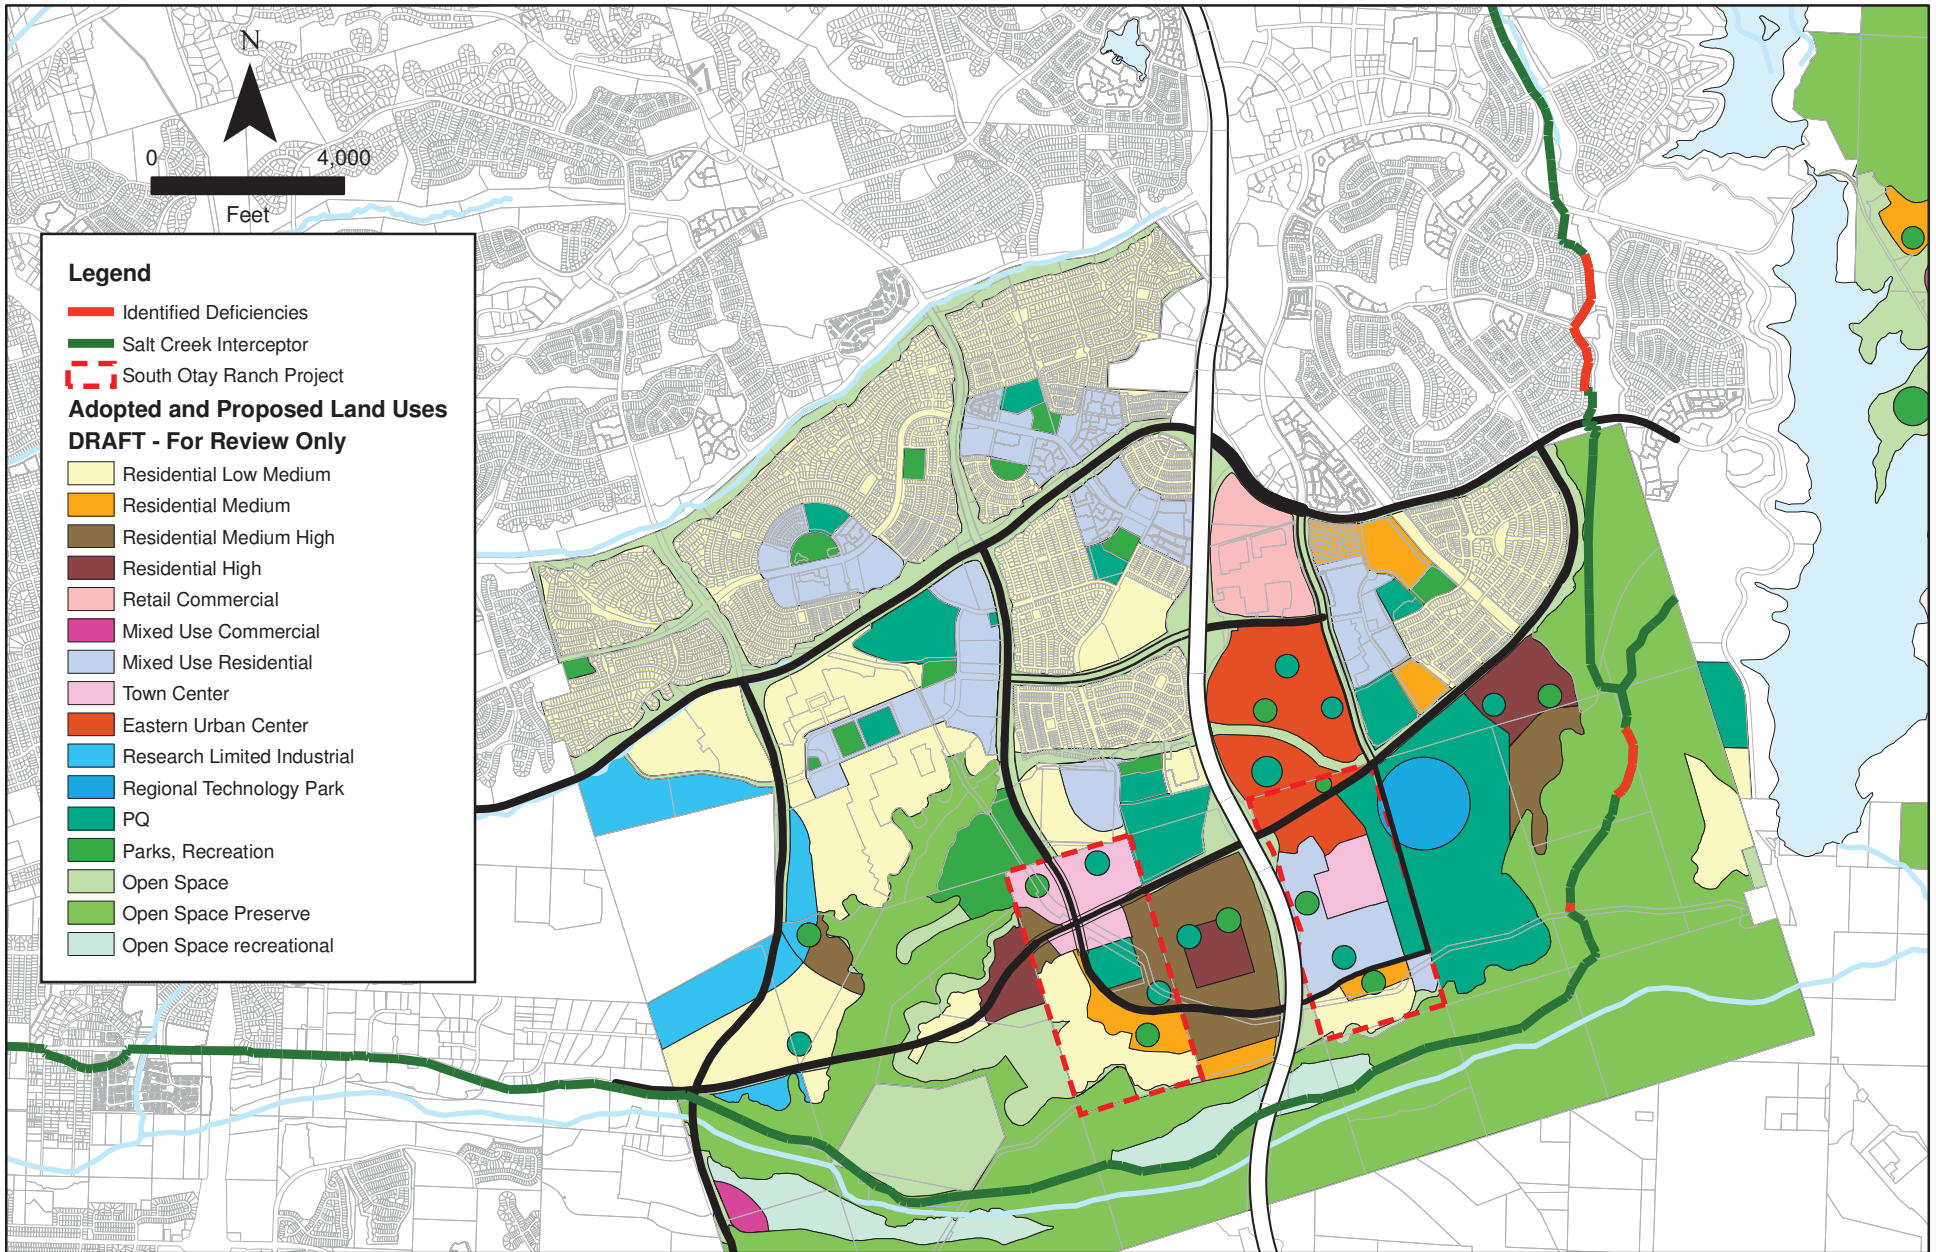 N
0 4,000
Feet
Legend
Identified Deficiencies
Salt Creek Interceptor
South Otay Ranch Project
Adopted and Proposed Land Uses
DRAFT - For Review Only
Residential Low Medium
Residential Medium
Residential Medium High
Residential High
Retail Commercial
Mixed Use Commercial
Mixed Use Residential
Town Center
Eastern Urban Center
Research Limited Industrial
Regional Technology Park
PQ
Parks, Recreation
Open Space
Open Space Preserve
Open Space recreational